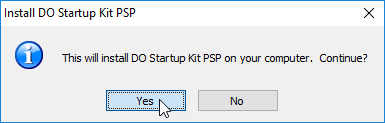 Install DO Startup Kit PSP
This will install DO Startup Kit PSP on your computer. Continue?
Yes
No